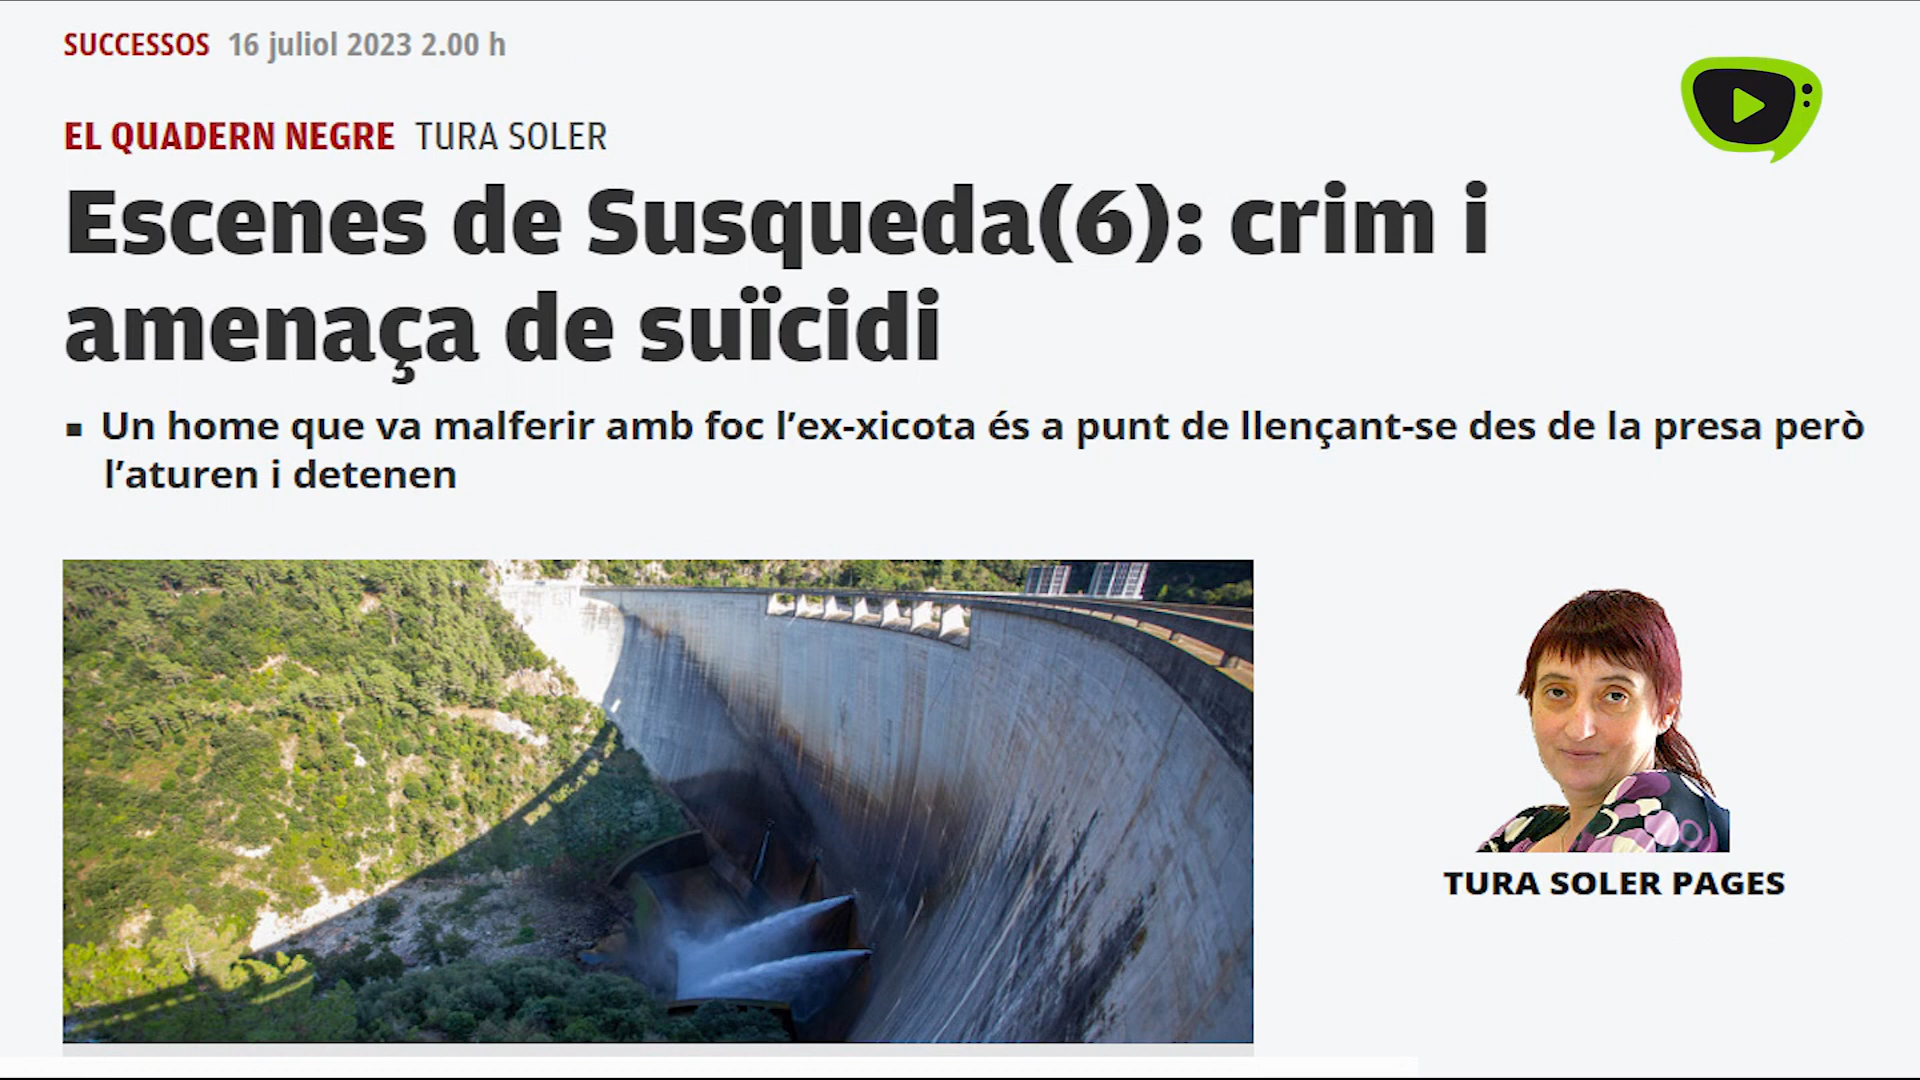 SUCCESSOS 16 juliol 2023 2.00 h
EL QUADERN NEGRE TURA SOLER
Escenes de Susqueda(6): crim i
amenaça de suïcidi
▪ Un home que va malferir amb foc l’ex-xicota és a punt de llençant-se des de la presa però
l’aturen i detenen
TURA SOLER PAGES